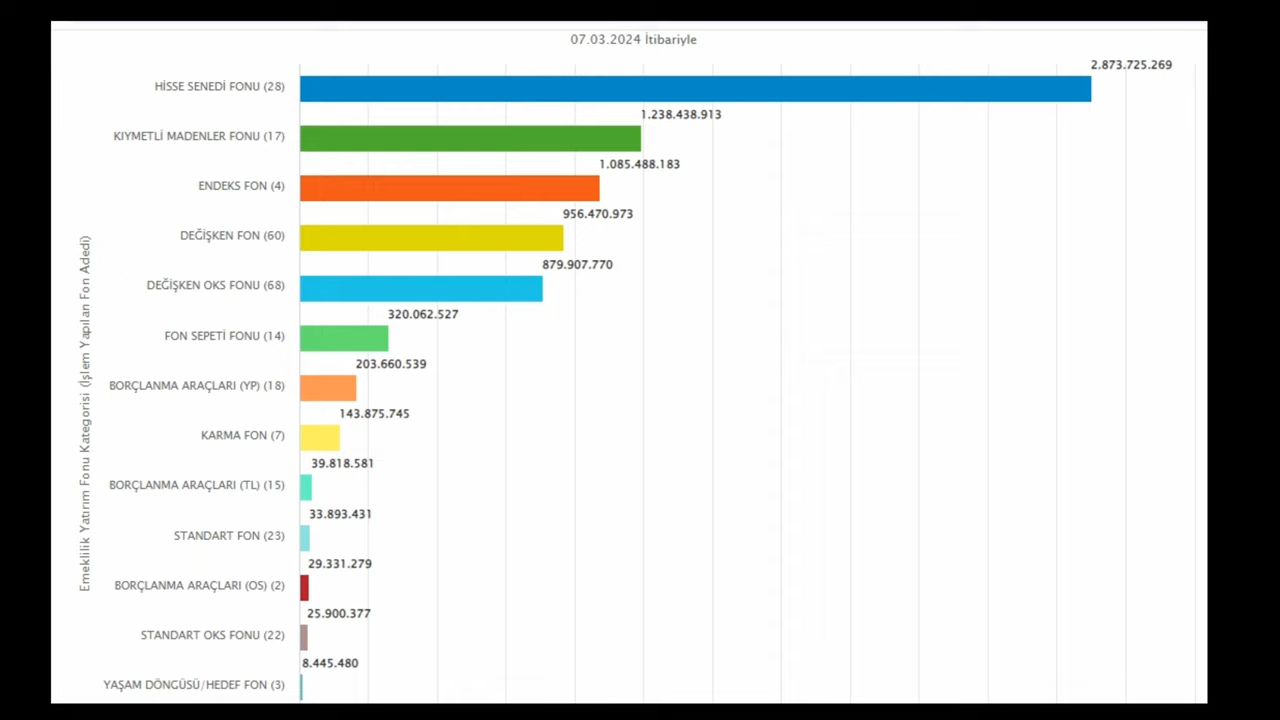 07.03.2024 İtibariyle
Emeklilik Yatırım Fonu Kategorisi (İşlem Yapılan Fon Adedi)
HİSSE SENEDİ FONU (28)
2.873.725.269
KIYMETLİ MADENLER FONU (17)
1.238.438.913
ENDEKS FON (4)
1.085.488.183
DEĞİŞKEN FON (60)
956.470.973
DEĞİŞKEN OKS FONU (68)
879.907.770
FON SEPETİ FONU (14)
320.062.527
BORÇLANMA ARAÇLARI (YP) (18)
203.660.539
KARMA FON (7)
143.875.745
BORÇLANMA ARAÇLARI (TL) (15)
39.818.581
STANDART FON (23)
33.893.431
BORÇLANMA ARAÇLARI (OS) (2)
29.331.279
STANDART OKS FONU (22)
25.900.377
YAŞAM DÖNGÜSÜ/HEDEF FON (3)
8.445.480